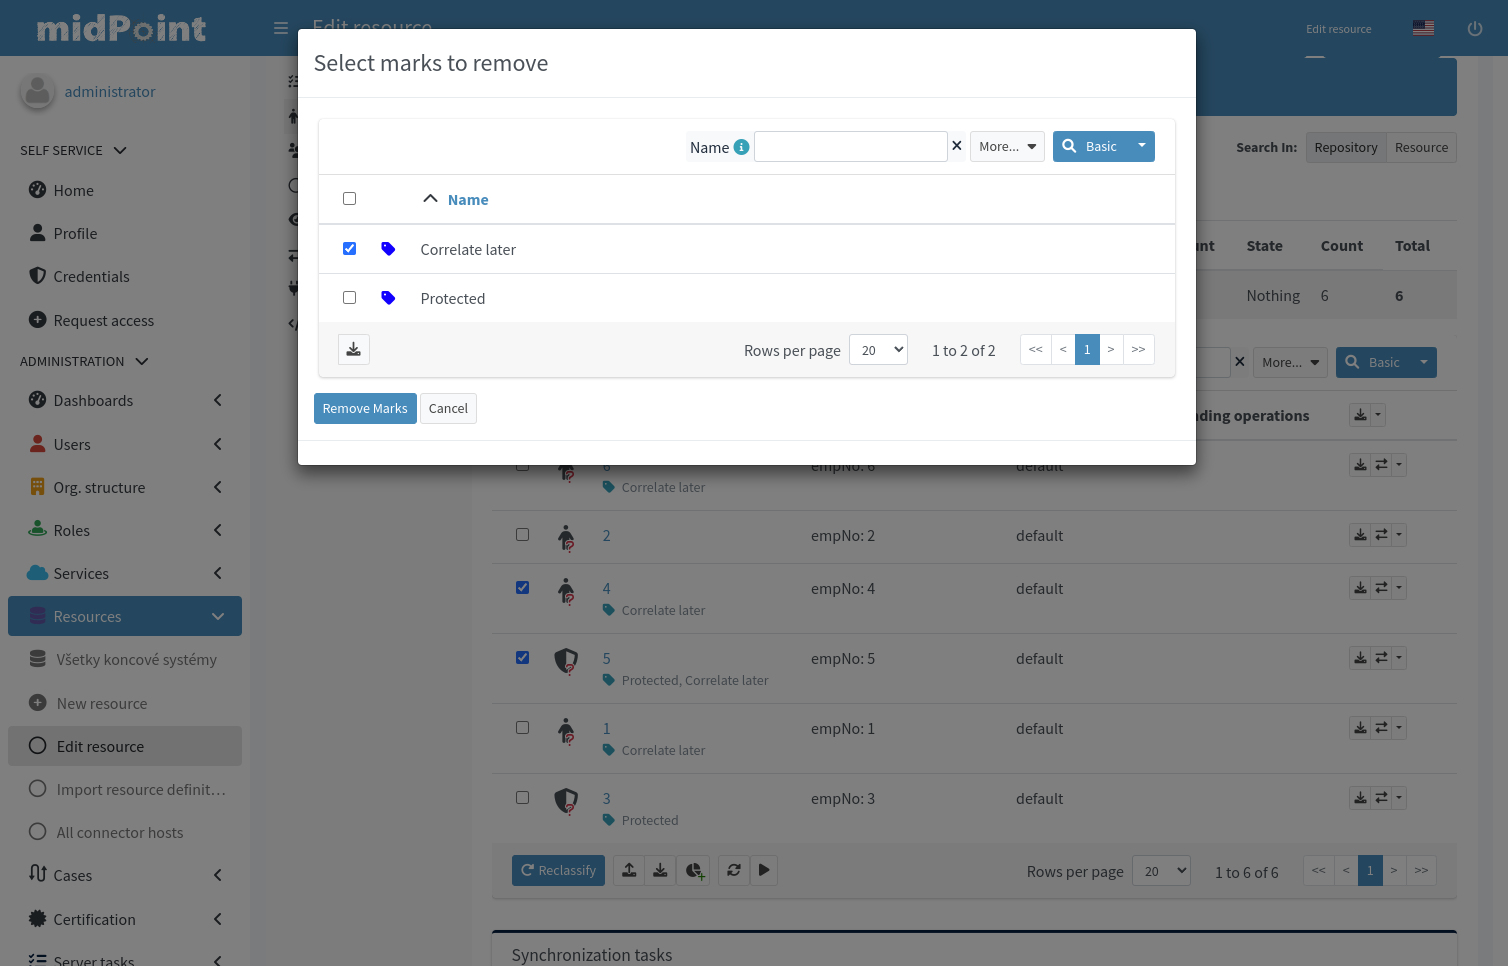 midPoint
Edit resource
Edit resource
administrator
SELF SERVICE
Home
Profile
Credentials
Request access
ADMINISTRATION
Dashboards
Users
Org. structure
Roles
Services
Resources
Všetky koncové systémy
New resource
Edit resource
Import resource definit...
All connector hosts
Cases
Certification
Server tasks
Select marks to remove
Name
More...
Basic
Name
Correlate later
Protected
Rows per page 20 1 to 2 of 2 << < 1 > >>
Remove Marks Cancel
Search In: Repository Resource
State Count Total
Nothing 6 6
More... Basic
6 empNo: 6 default
Correlate later
2 empNo: 2 default
4 empNo: 4 default
Correlate later
5 empNo: 5 default
Protected, Correlate later
1 empNo: 1 default
Correlate later
3 empNo: 3 default
Protected
Reclassify Rows per page 20 1 to 6 of 6 << < 1 > >>
Synchronization tasks